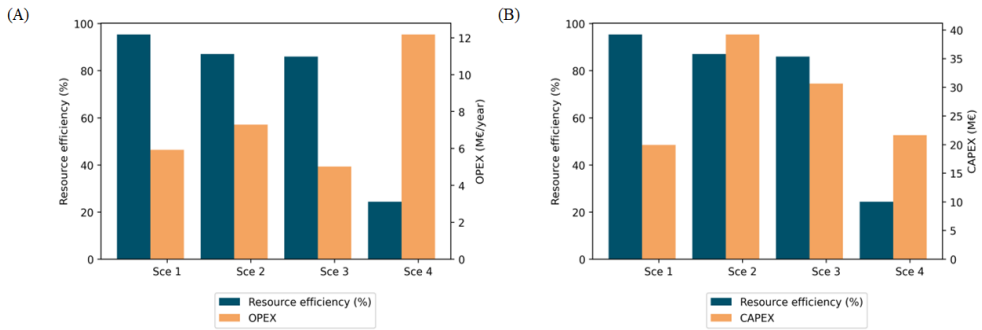 (A)
100
80
60
40
20
0
Resource efficiency (%)
12
10
8
6
4
2
0
OPEX (M€/year)
Sce 1 Sce 2 Sce 3 Sce 4
Resource efficiency (%)
OPEX
(B)
100
80
60
40
20
0
Resource efficiency (%)
40
35
30
25
20
15
10
5
0
CAPEX (M€)
Sce 1 Sce 2 Sce 3 Sce 4
Resource efficiency (%)
CAPEX